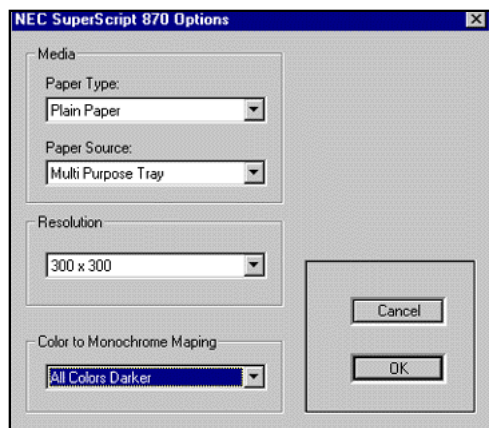 NEC SuperScript 870 Options
Media
Paper Type:
Plain Paper
Paper Source:
Multi Purpose Tray
Resolution
300 x 300
Color to Monochrome Maping
All Colors Darker
Cancel
OK